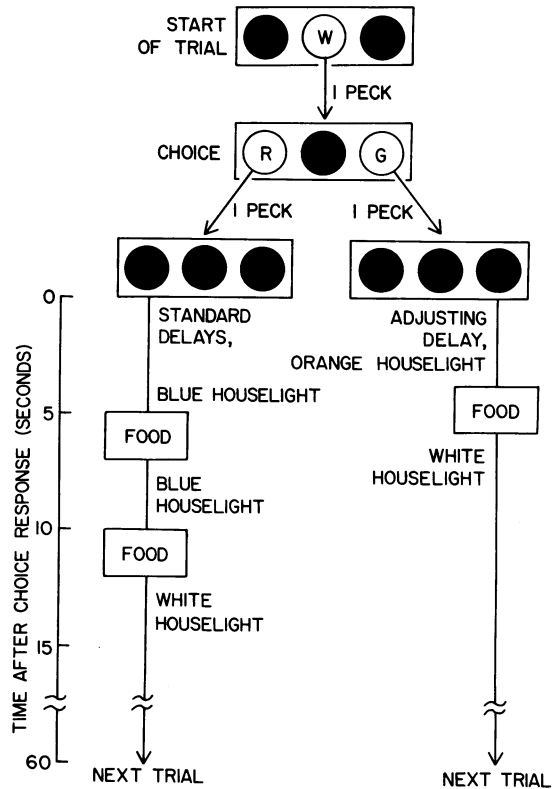 START
OF TRIAL
W
1 PECK
CHOICE
R
G
1 PECK
1 PECK
0
STANDARD
DELAYS,
ADJUSTING
DELAY,
ORANGE HOUSELIGHT
BLUE HOUSELIGHT
5
FOOD
FOOD
WHITE
HOUSELIGHT
BLUE
HOUSELIGHT
10
FOOD
WHITE
HOUSELIGHT
15
TIME AFTER CHOICE RESPONSE (SECONDS)
60
NEXT TRIAL
NEXT TRIAL